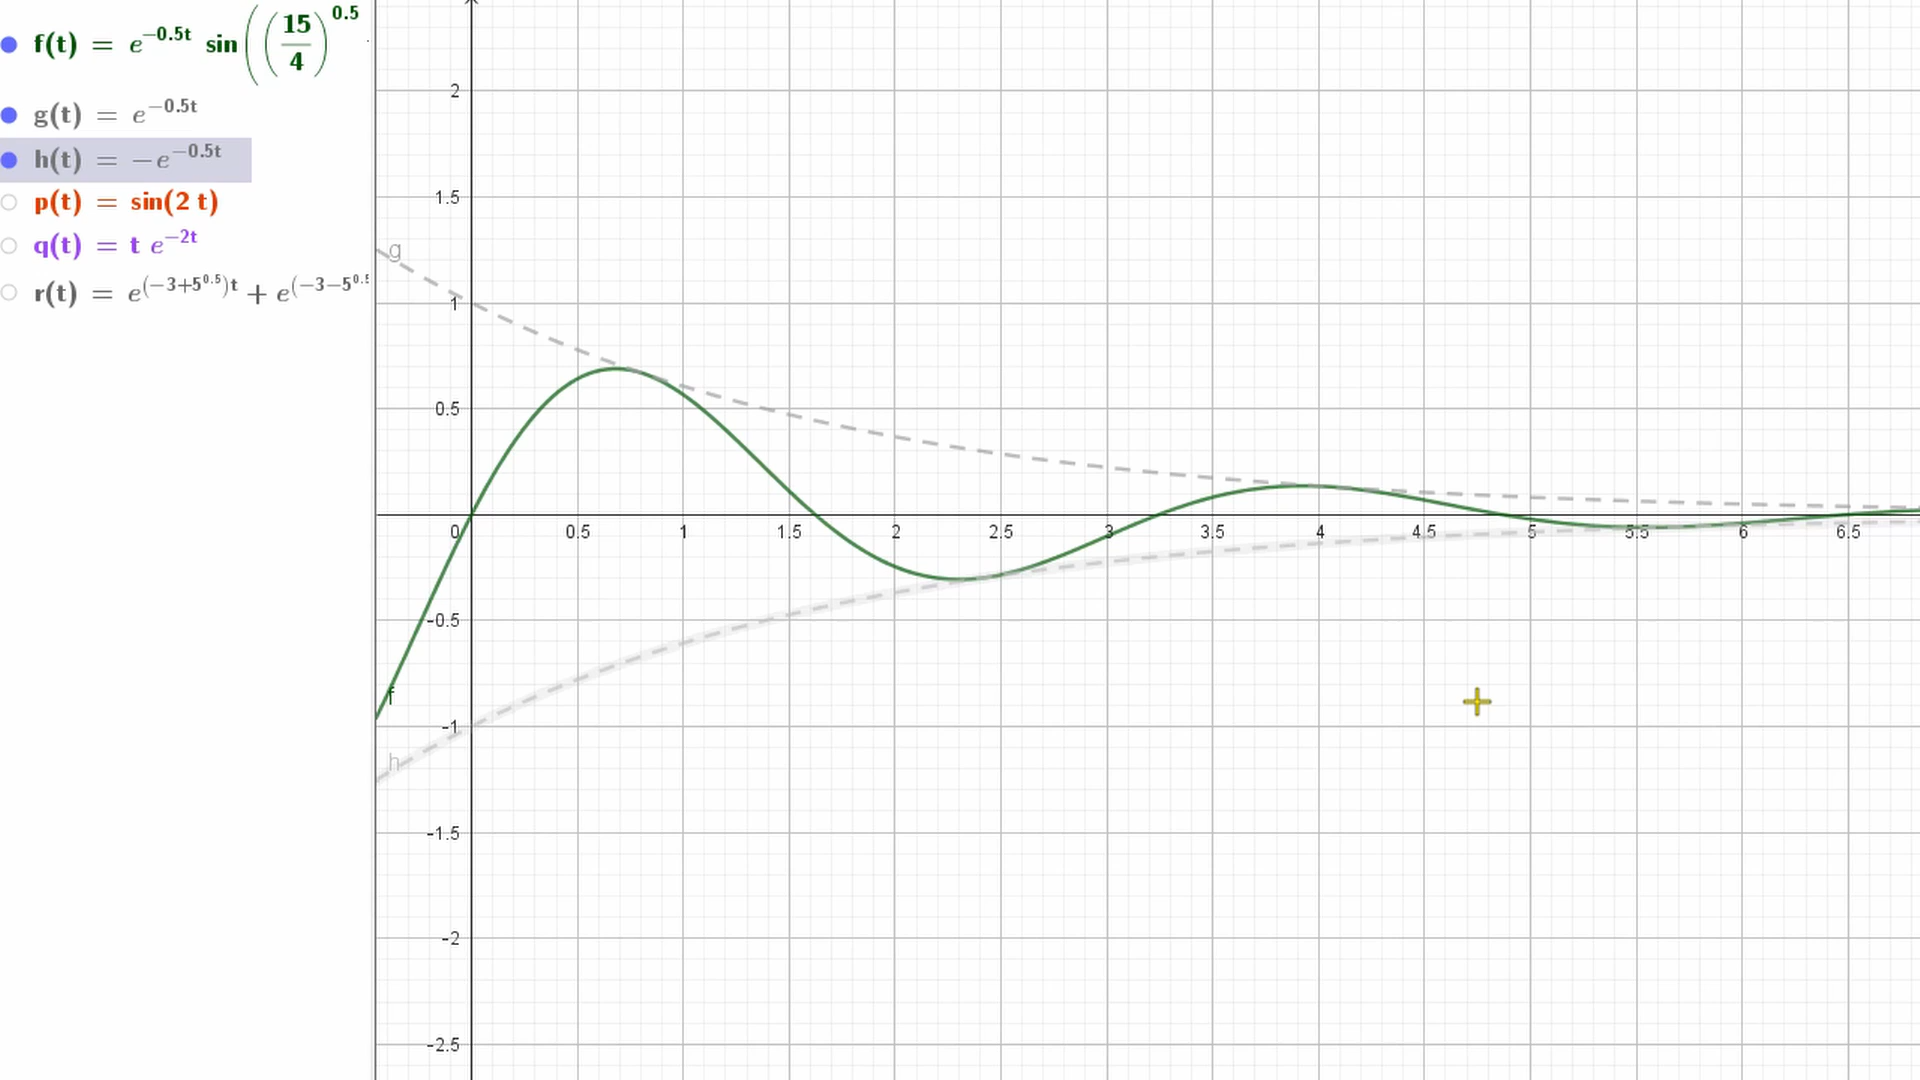 f(t) = e^{-0.5t} sin((15/4)^{0.5}
g(t) = e^{-0.5t}
h(t) = -e^{-0.5t}
p(t) = sin(2 t)
q(t) = t e^{-2t}
r(t) = e^{(-3+5^{0.5})t} + e^{(-3-5^{0.5}
2
1.5
g
1
0.5
0 0.5 1 1.5 2 2.5 3 3.5 4 4.5 5 5.5 6 6.5
-0.5
f
-1
h
-1.5
-2
-2.5